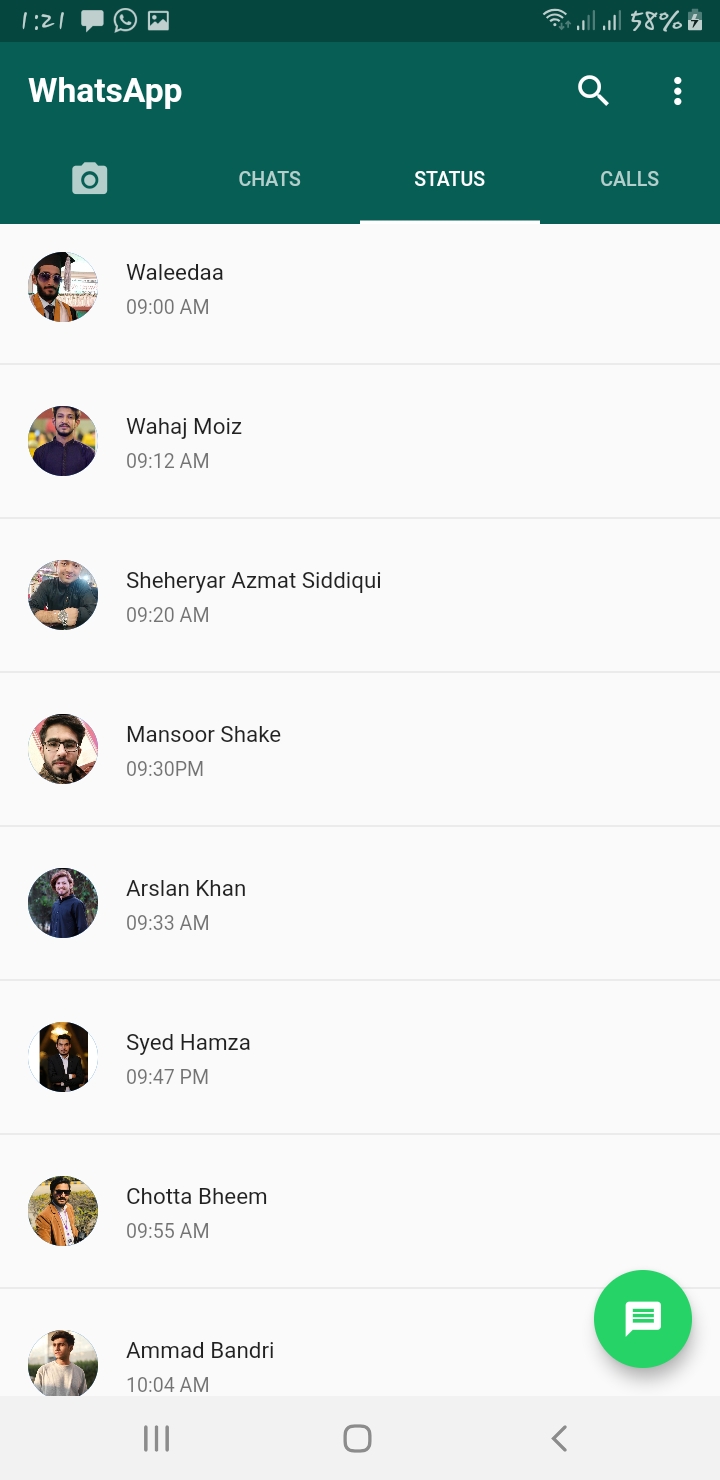 1:21 58%
WhatsApp
CHATS STATUS CALLS
Waleedaa
09:00 AM
Wahaj Moiz
09:12 AM
Sheheryar Azmat Siddiqui
09:20 AM
Mansoor Shake
09:30PM
Arslan Khan
09:33 AM
Syed Hamza
09:47 PM
Chotta Bheem
09:55 AM
Ammad Bandri
10:04 AM